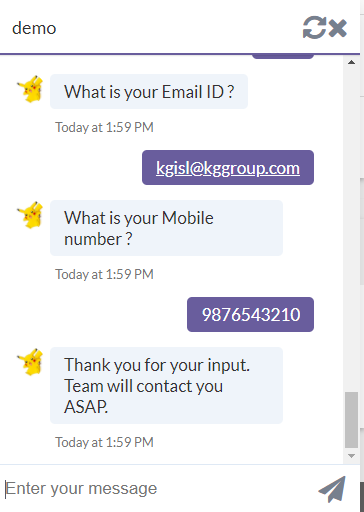 demo
What is your Email ID ?
Today at 1:59 PM
kgisl@kggroup.com
What is your Mobile
number ?
Today at 1:59 PM
9876543210
Thank you for your input.
Team will contact you
ASAP.
Today at 1:59 PM
Enter your message